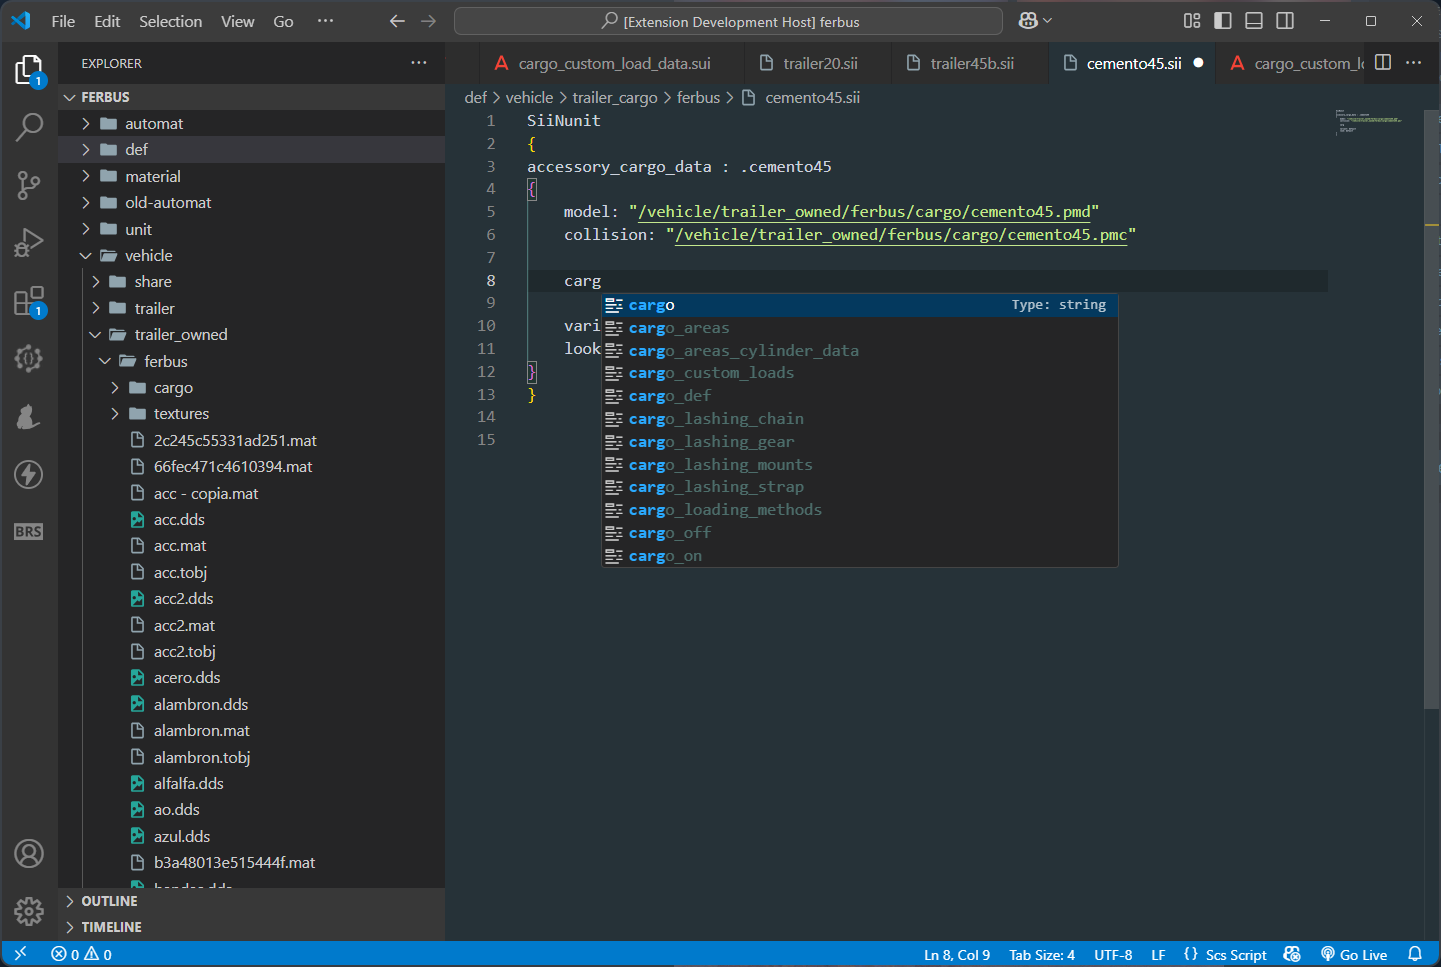 File Edit Selection View Go ··· [Extension Development Host] ferbus
EXPLORER ···
FERBUS
automat
def
material
old-automat
unit
vehicle
share
trailer
trailer_owned
ferbus
cargo
textures
2c245c55331ad251.mat
66fec471c4610394.mat
acc - copia.mat
acc.dds
acc.mat
acc.tobj
acc2.dds
acc2.mat
acc2.tobj
acero.dds
alambron.dds
alambron.mat
alambron.tobj
alfalfa.dds
ao.dds
azul.dds
b3a48013e515444f.mat
OUTLINE
TIMELINE
1
1
BRS
cargo_custom_load_data.sui trailer20.sii trailer45b.sii cemento45.sii cargo_custom_lo
def > vehicle > trailer_cargo > ferbus > cemento45.sii
1 SiiNunit
2 {
3 accessory_cargo_data : .cemento45
4 {
5 model: "/vehicle/trailer_owned/ferbus/cargo/cemento45.pmd"
6 collision: "/vehicle/trailer_owned/ferbus/cargo/cemento45.pmc"
7
8 carg
9
10 vari
11 look
12 }
13 }
14
15
cargo Type: string
cargo_areas
cargo_areas_cylinder_data
cargo_custom_loads
cargo_def
cargo_lashing_chain
cargo_lashing_gear
cargo_lashing_mounts
cargo_lashing_strap
cargo_loading_methods
cargo_off
cargo_on
0 0 Ln 8, Col 9 Tab Size: 4 UTF-8 LF {} Scs Script Go Live